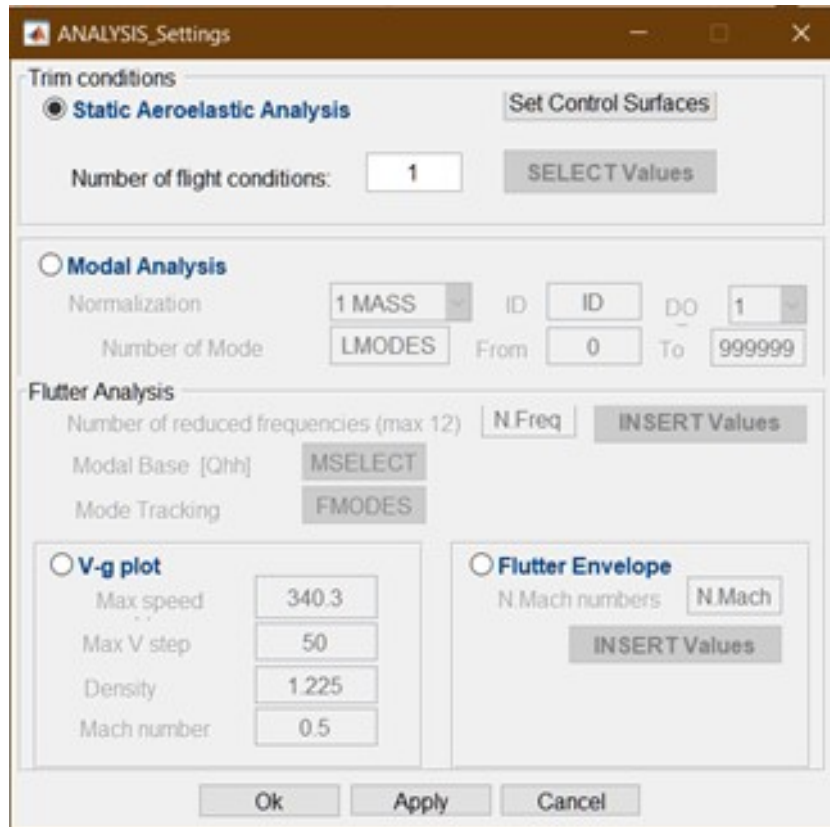 ANALYSIS_Settings
Trim conditions
Static Aeroelastic Analysis Set Control Surfaces
Number of flight conditions: 1 SELECT Values
Modal Analysis
Normalization 1 MASS ID ID DO 1
Number of Mode LMODES From 0 To 999999
Flutter Analysis
Number of reduced frequencies (max 12) N.Freq INSERT Values
Modal Base [Qhh] MSELECT
Mode Tracking FMODES
V-g plot
Max speed 340.3
Max V step 50
Density 1.225
Mach number 0.5
Flutter Envelope
N.Mach numbers N.Mach
INSERT Values
Ok Apply Cancel